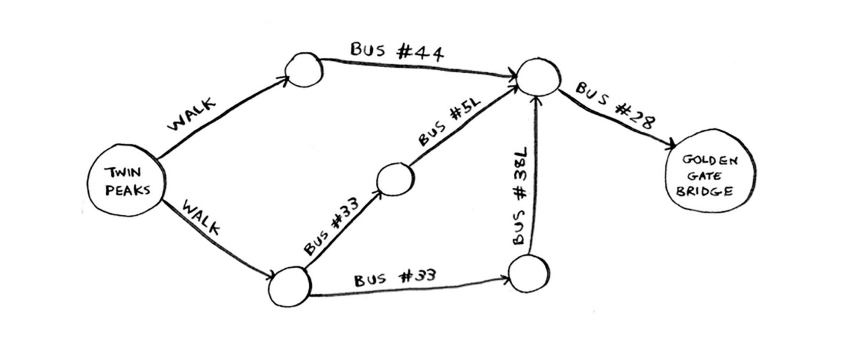 BUS #44
WALK
BUS #5L
BUS #28
TWIN
PEAKS
GOLDEN
GATE
BRIDGE
WALK
BUS #33
BUS #38L
BUS #33